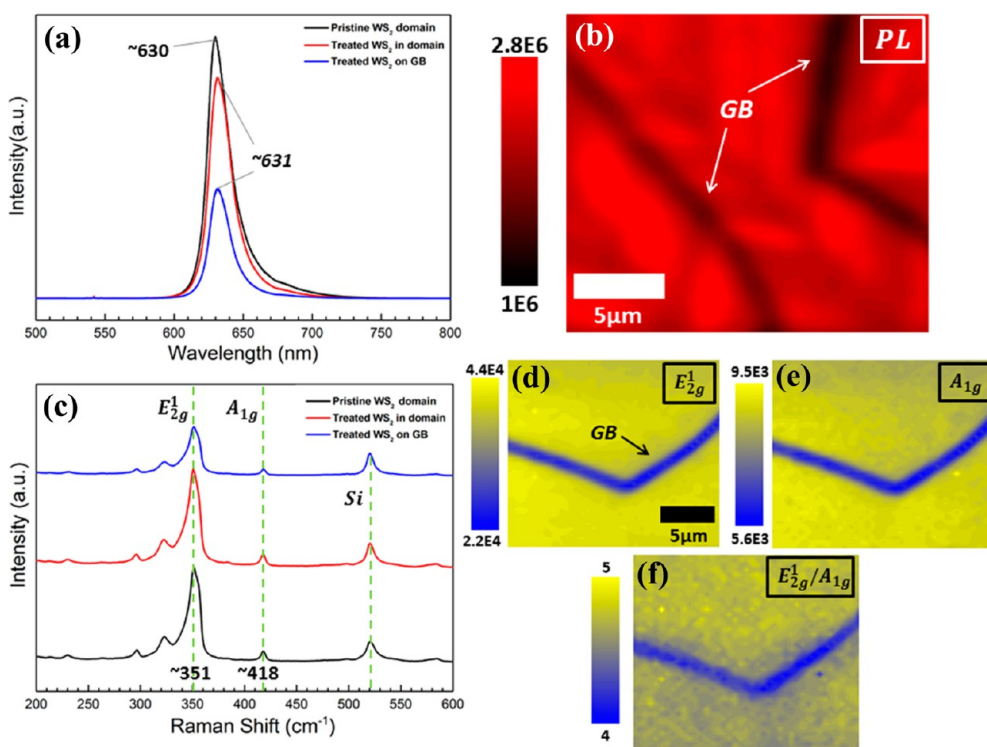 (a)
Pristine WS₂ domain
Treated WS₂ in domain
Treated WS₂ on GB
~630
~631
Intensity(a.u.)
500 550 600 650 700 750 800
Wavelength (nm)
2.8E6
1E6
(b)
PL
GB
5μm
(c)
Pristine WS₂ domain
Treated WS₂ in domain
Treated WS₂ on GB
E¹₂g
A₁g
Si
~351
~418
Intensity (a.u.)
200 250 300 350 400 450 500 550 600
Raman Shift (cm⁻¹)
4.4E4
2.2E4
(d)
E¹₂g
GB
5μm
9.5E3
5.6E3
(e)
A₁g
5
4
(f)
E¹₂g/A₁g